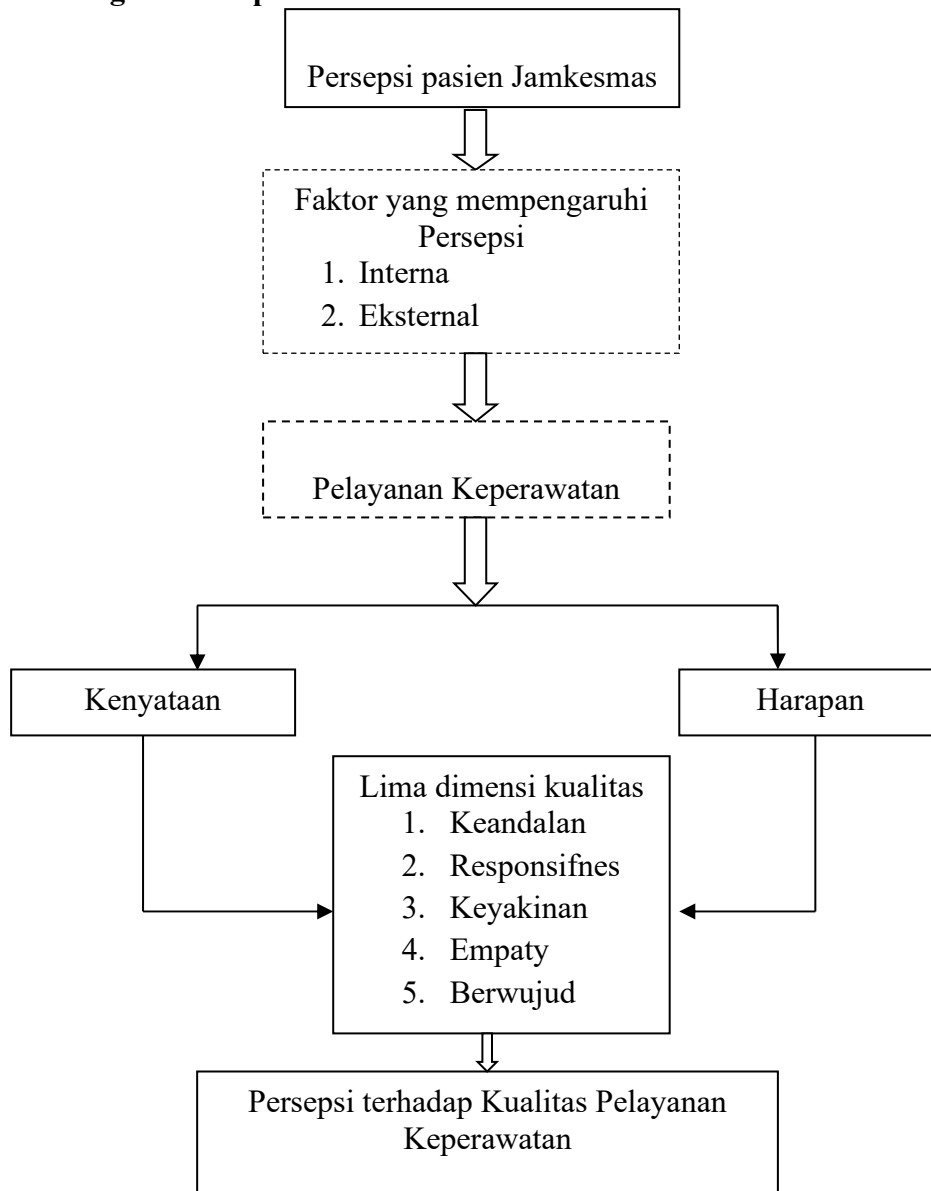 Persepsi pasien Jamkesmas
Faktor yang mempengaruhi
Persepsi
1. Interna
2. Eksternal
Pelayanan Keperawatan
Kenyataan
Harapan
Lima dimensi kualitas
1. Keandalan
2. Responsifnes
3. Keyakinan
4. Empaty
5. Berwujud
Persepsi terhadap Kualitas Pelayanan
Keperawatan